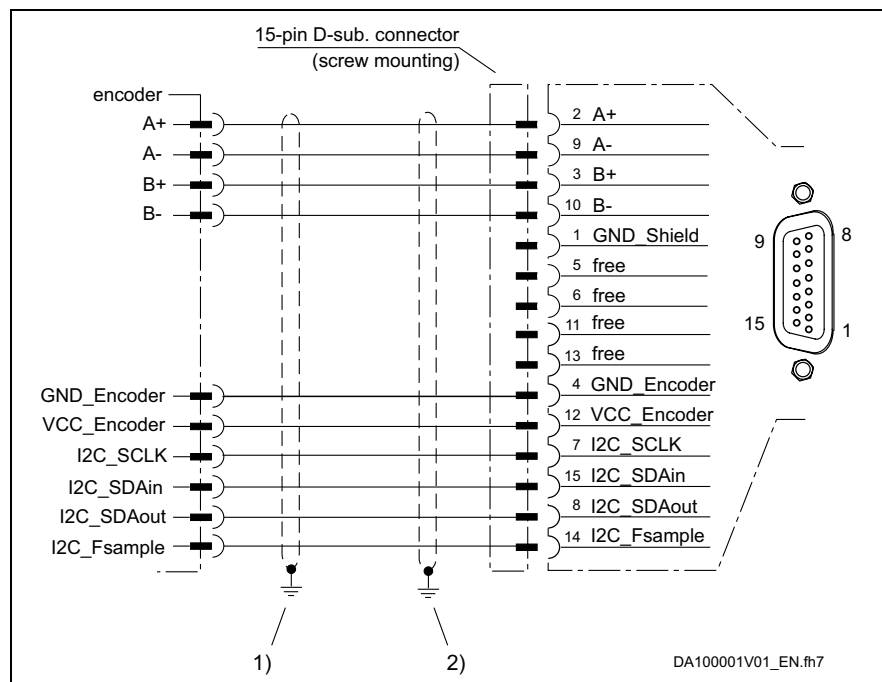 15-pin D-sub. connector
(screw mounting)
encoder
A+
2 A+
A-
9 A-
B+
3 B+
B-
10 B-
1 GND_Shield
5 free
6 free
11 free
13 free
GND_Encoder
4 GND_Encoder
VCC_Encoder
12 VCC_Encoder
I2C_SCLK
7 I2C_SCLK
I2C_SDAin
15 I2C_SDAin
I2C_SDAout
8 I2C_SDAout
I2C_Fsample
14 I2C_Fsample
9
8
15
1
1)
2)
DA100001V01_EN.fh7